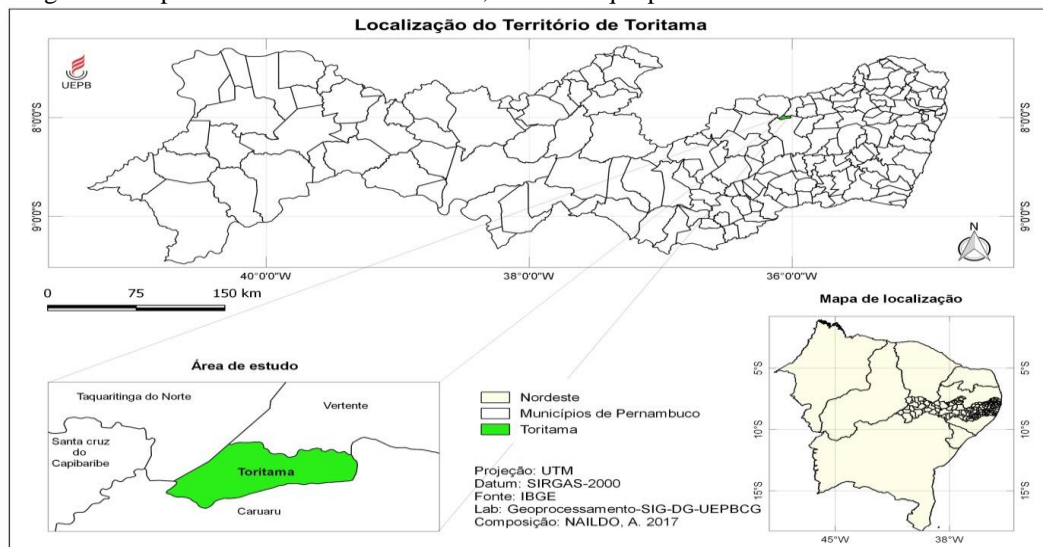 Localização do Território de Toritama
UEPB
8°0'0"S
8°0'0"S
9°0'0"S
9°0'0"S
N
40°0'0"W
38°0'0"W
36°0'0"W
0 75 150 km
Mapa de localização
Área de estudo
Taquaritinga do Norte
Vertente
Santa cruz
do
Capibaribe
Toritama
Caruaru
Nordeste
Municípios de Pernambuco
Toritama
Projeção: UTM
Datum: SIRGAS-2000
Fonte: IBGE
Lab: Geoprocessamento-SIG-DG-UEPBCG
Composição: NAILDO, A. 2017
5°S
5°S
10°S
10°S
15°S
15°S
45°W
38°W